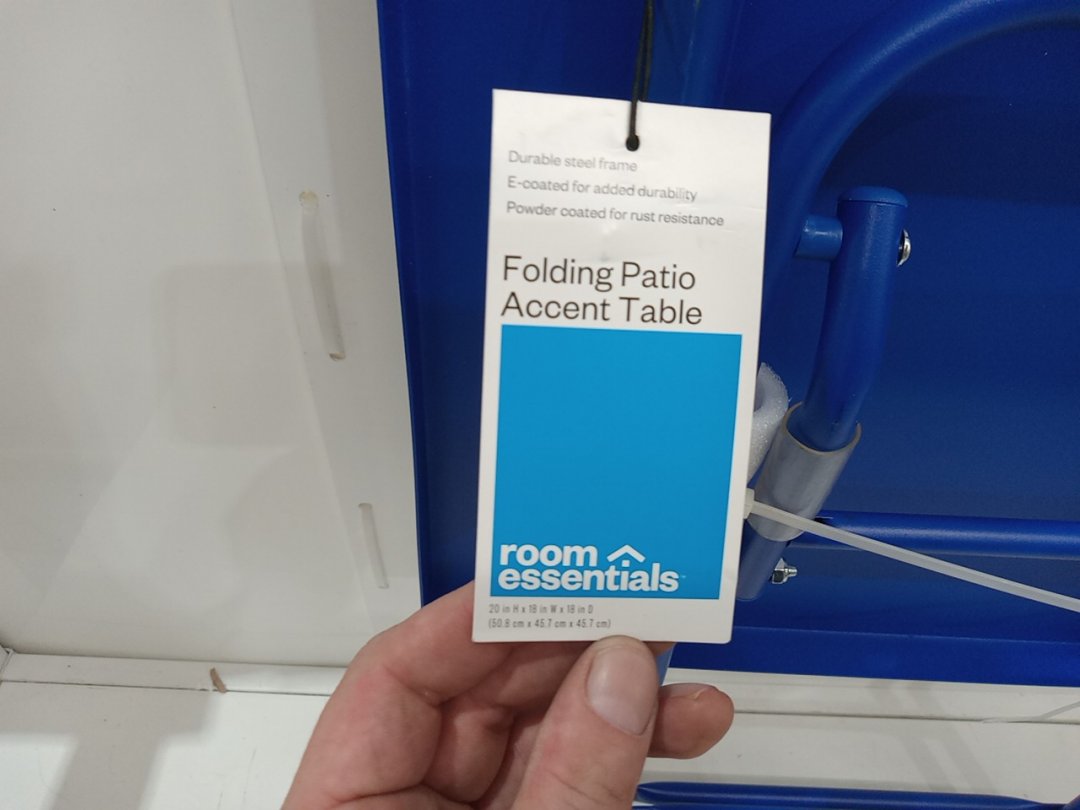 Durable steel frame
E-coated for added durability
Powder coated for rust resistance
Folding Patio
Accent Table
room
essentials™
20 in H x 18 in W x 18 in D
(50.8 cm x 45.7 cm x 45.7 cm)